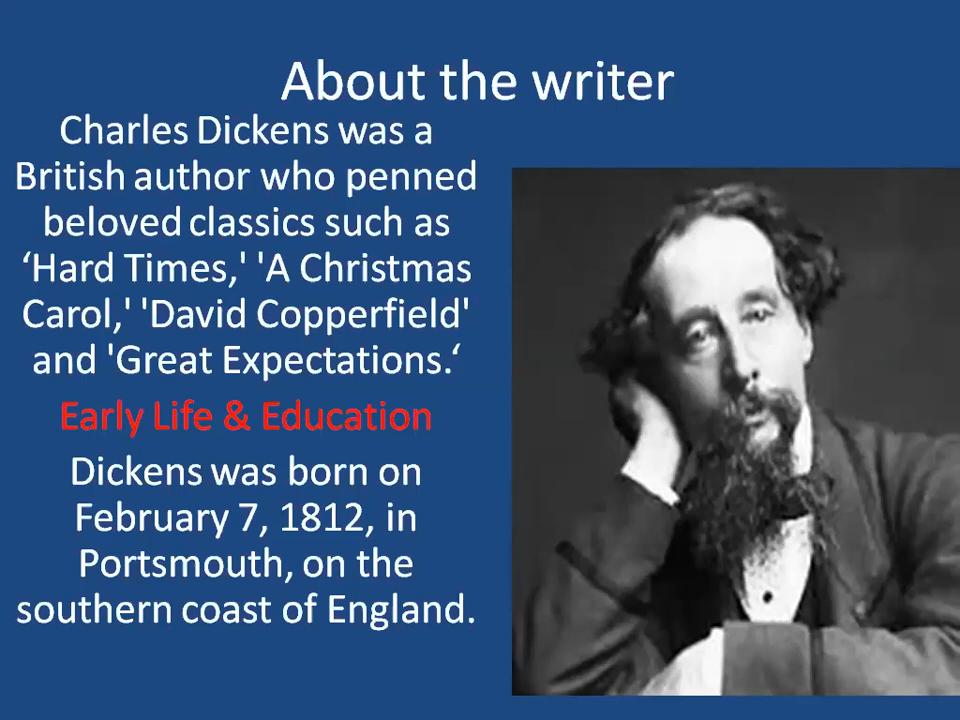 About the writer
Charles Dickens was a
British author who penned
beloved classics such as
‘Hard Times,' 'A Christmas
Carol,' 'David Copperfield'
and 'Great Expectations.‘
Early Life & Education
Dickens was born on
February 7, 1812, in
Portsmouth, on the
southern coast of England.